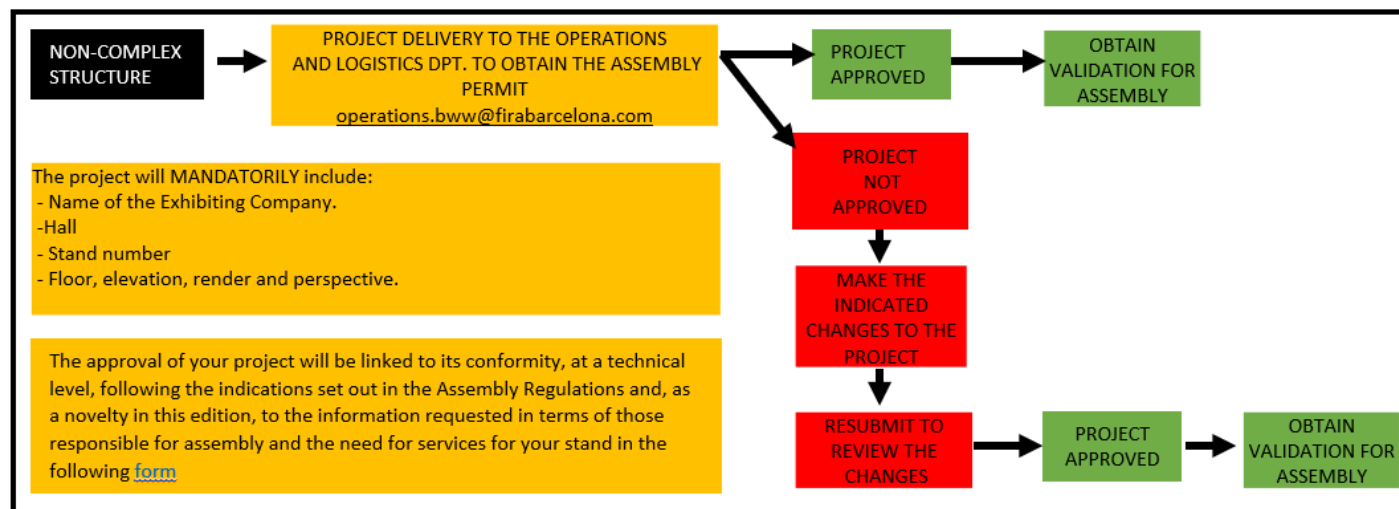 NON-COMPLEX
STRUCTURE
PROJECT DELIVERY TO THE OPERATIONS
AND LOGISTICS DPT. TO OBTAIN THE ASSEMBLY
PERMIT
operations.bww@firabarcelona.com
PROJECT
APPROVED
OBTAIN
VALIDATION FOR
ASSEMBLY
The project will MANDATORILY include:
- Name of the Exhibiting Company.
-Hall
- Stand number
- Floor, elevation, render and perspective.
PROJECT
NOT
APPROVED
MAKE THE
INDICATED
CHANGES TO THE
PROJECT
The approval of your project will be linked to its conformity, at a technical
level, following the indications set out in the Assembly Regulations and, as
a novelty in this edition, to the information requested in terms of those
responsible for assembly and the need for services for your stand in the
following form
RESUBMIT TO
REVIEW THE
CHANGES
PROJECT
APPROVED
OBTAIN
VALIDATION FOR
ASSEMBLY